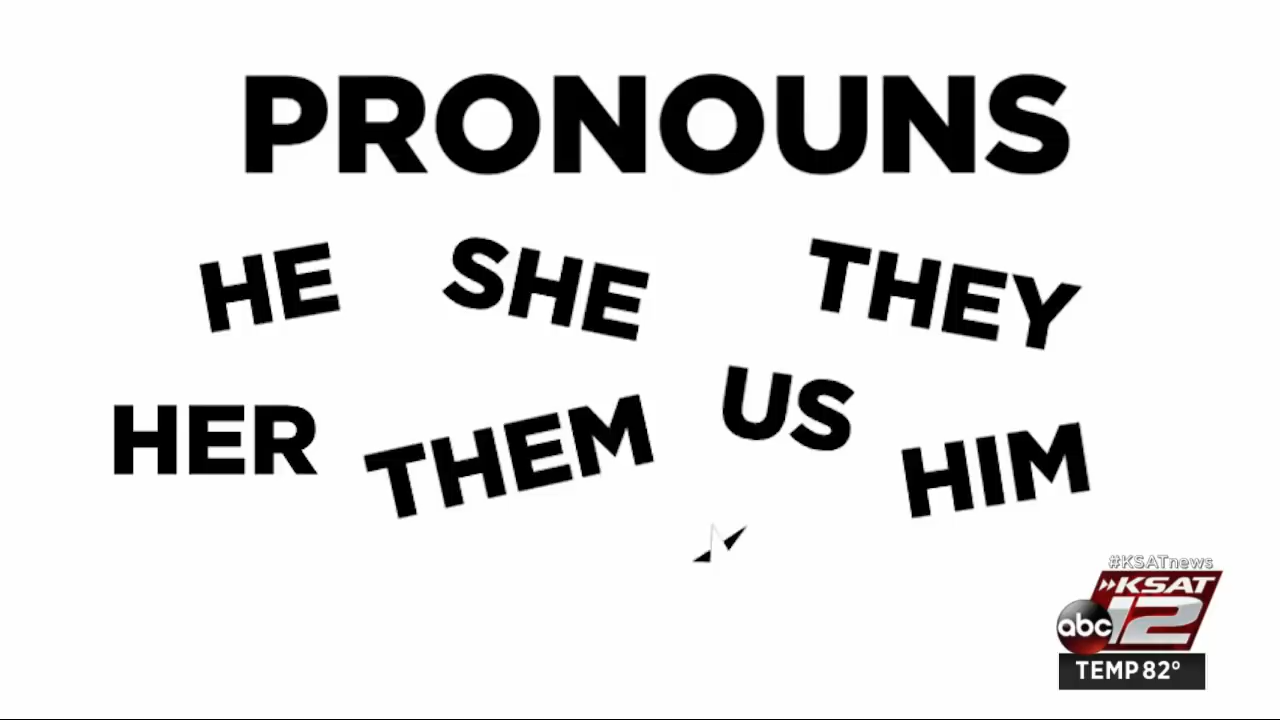 PRONOUNS
HE SHE THEY
HER THEM US HIM
#KSATnews
KSAT
abc 12
TEMP 82°